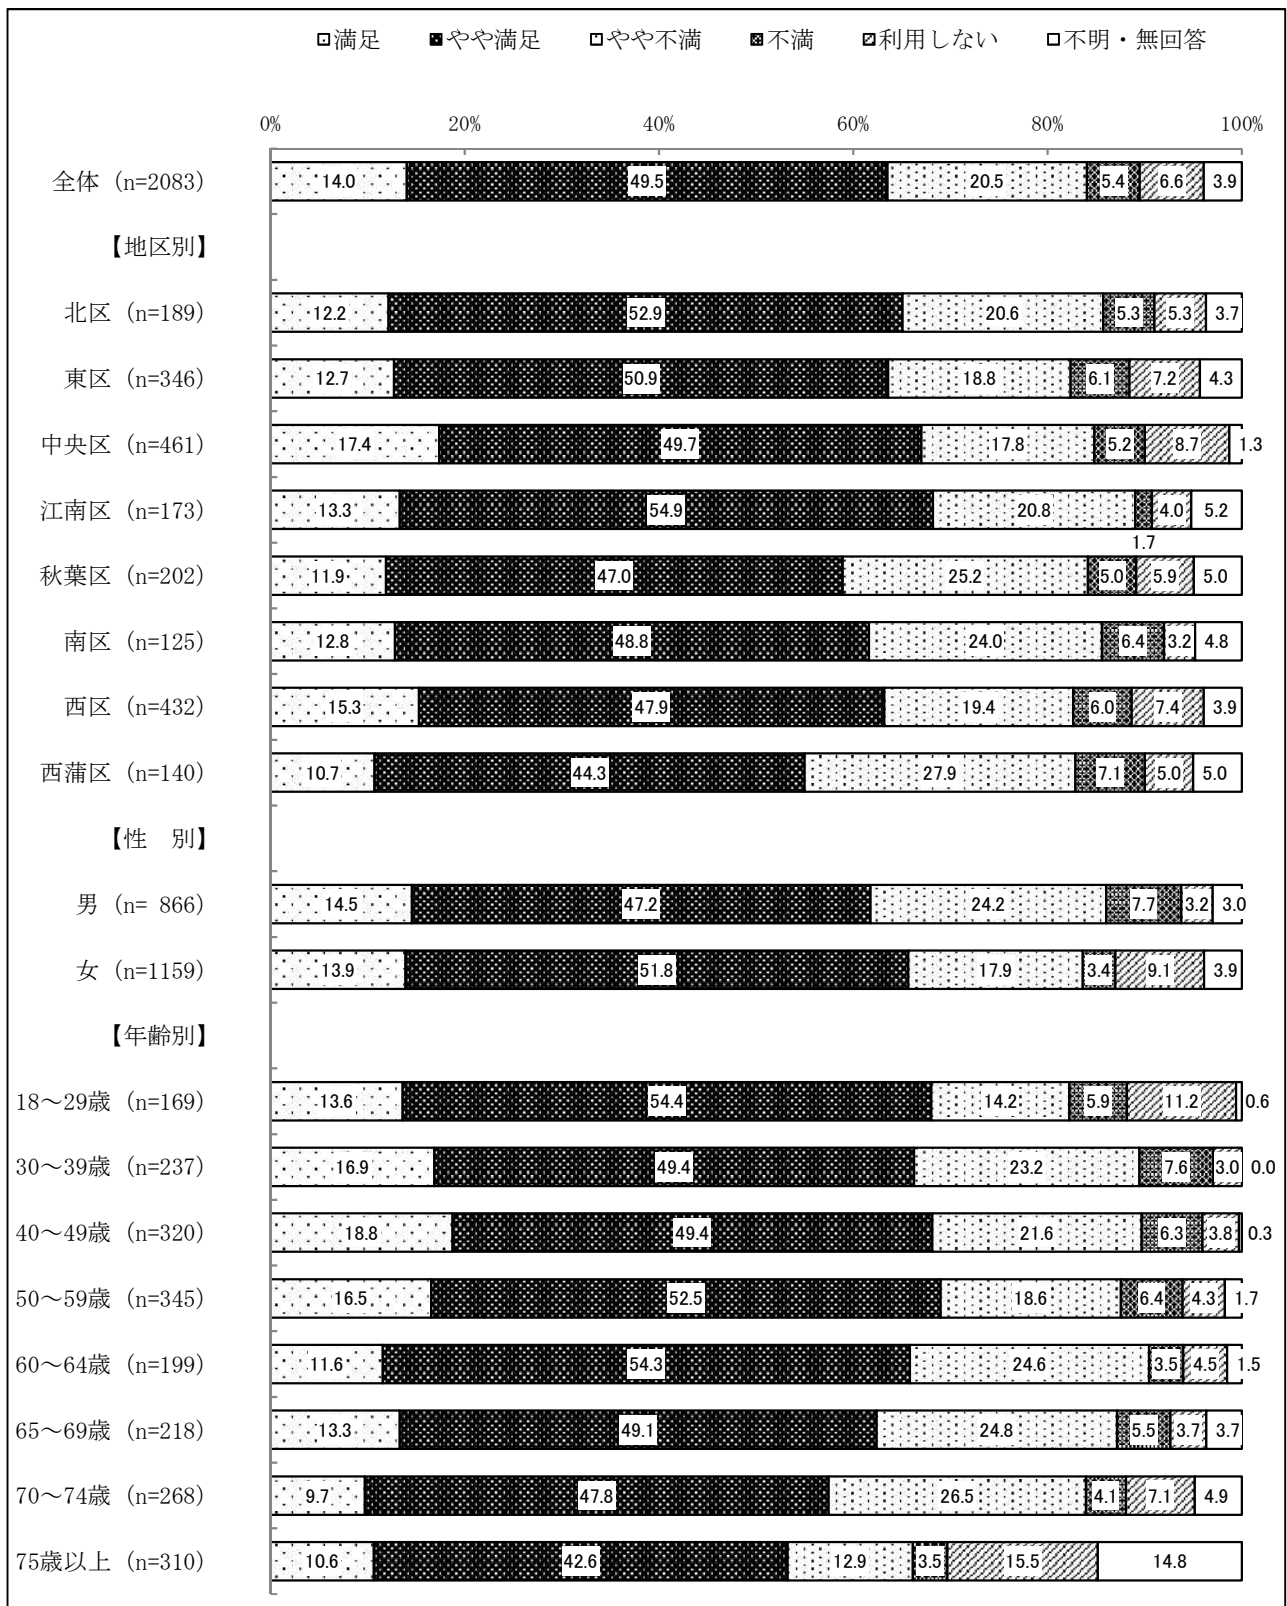 満足 やや満足 やや不満 不満 利用しない 不明・無回答
0% 20% 40% 60% 80% 100%
全体 (n=2083) 14.0 49.5 20.5 5.4 6.6 3.9
【地区別】
北区 (n=189) 12.2 52.9 20.6 5.3 5.3 3.7
東区 (n=346) 12.7 50.9 18.8 6.1 7.2 4.3
中央区 (n=461) 17.4 49.7 17.8 5.2 8.7 1.3
江南区 (n=173) 13.3 54.9 20.8 4.0 5.2
1.7
秋葉区 (n=202) 11.9 47.0 25.2 5.0 5.9 5.0
南区 (n=125) 12.8 48.8 24.0 6.4 3.2 4.8
西区 (n=432) 15.3 47.9 19.4 6.0 7.4 3.9
西蒲区 (n=140) 10.7 44.3 27.9 7.1 5.0 5.0
【性　別】
男 (n= 866) 14.5 47.2 24.2 7.7 3.2 3.0
女 (n=1159) 13.9 51.8 17.9 3.4 9.1 3.9
【年齢別】
18～29歳 (n=169) 13.6 54.4 14.2 5.9 11.2 0.6
30～39歳 (n=237) 16.9 49.4 23.2 7.6 3.0 0.0
40～49歳 (n=320) 18.8 49.4 21.6 6.3 3.8 0.3
50～59歳 (n=345) 16.5 52.5 18.6 6.4 4.3 1.7
60～64歳 (n=199) 11.6 54.3 24.6 3.5 4.5 1.5
65～69歳 (n=218) 13.3 49.1 24.8 5.5 3.7 3.7
70～74歳 (n=268) 9.7 47.8 26.5 4.1 7.1 4.9
75歳以上 (n=310) 10.6 42.6 12.9 3.5 15.5 14.8